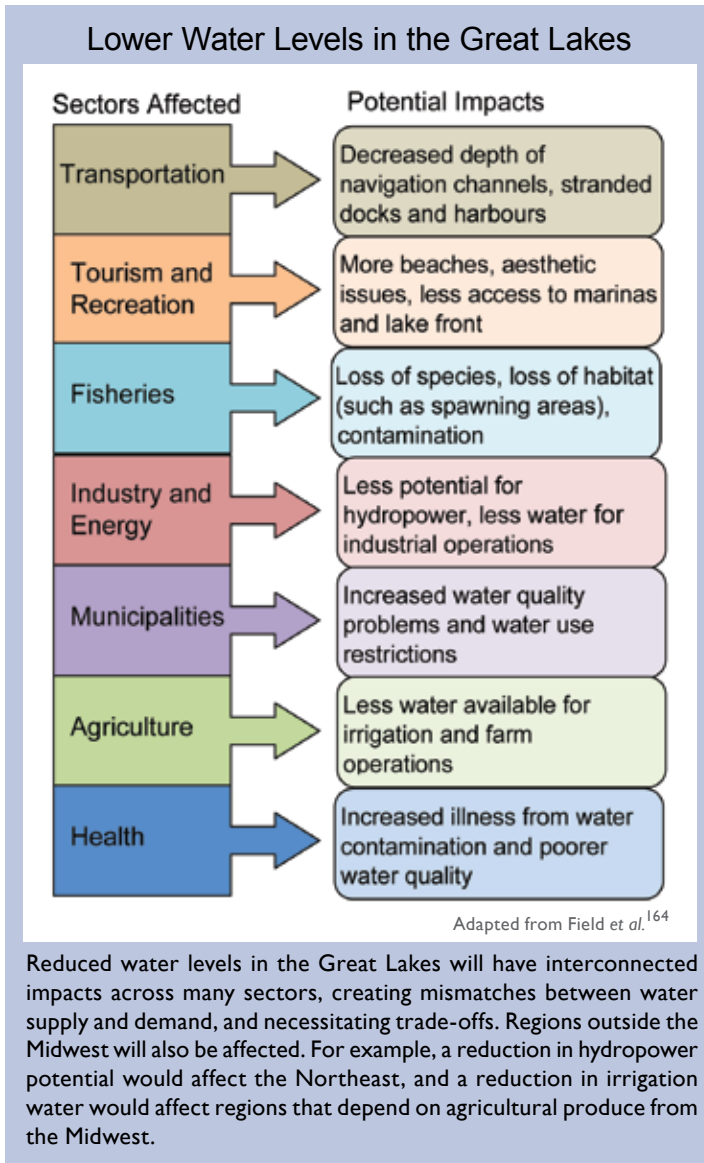 Lower Water Levels in the Great Lakes
Sectors Affected
Potential Impacts
Transportation
Decreased depth of
navigation channels, stranded
docks and harbours
Tourism and
Recreation
More beaches, aesthetic
issues, less access to marinas
and lake front
Fisheries
Loss of species, loss of habitat
(such as spawning areas),
contamination
Industry and
Energy
Less potential for
hydropower, less water for
industrial operations
Municipalities
Increased water quality
problems and water use
restrictions
Agriculture
Less water available for
irrigation and farm
operations
Health
Increased illness from water
contamination and poorer
water quality
Adapted from Field et al.164
Reduced water levels in the Great Lakes will have interconnected
impacts across many sectors, creating mismatches between water
supply and demand, and necessitating trade-offs. Regions outside the
Midwest will also be affected. For example, a reduction in hydropower
potential would affect the Northeast, and a reduction in irrigation
water would affect regions that depend on agricultural produce from
the Midwest.